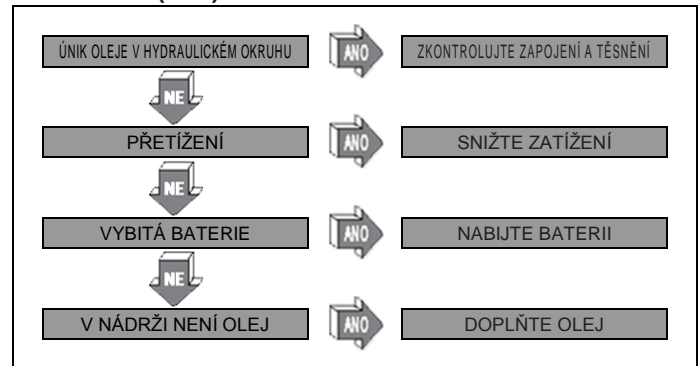 ÚNIK OLEJE V HYDRAULICKÉM OKRUHU ANO ZKONTROLUJTE ZAPOJENÍ A TĚSNĚNÍ
NE
PŘETÍŽENÍ ANO SNIŽTE ZATÍŽENÍ
NE
VYBITÁ BATERIE ANO NABIJTE BATERII
NE
V NÁDRŽI NENÍ OLEJ ANO DOPLŇTE OLEJ